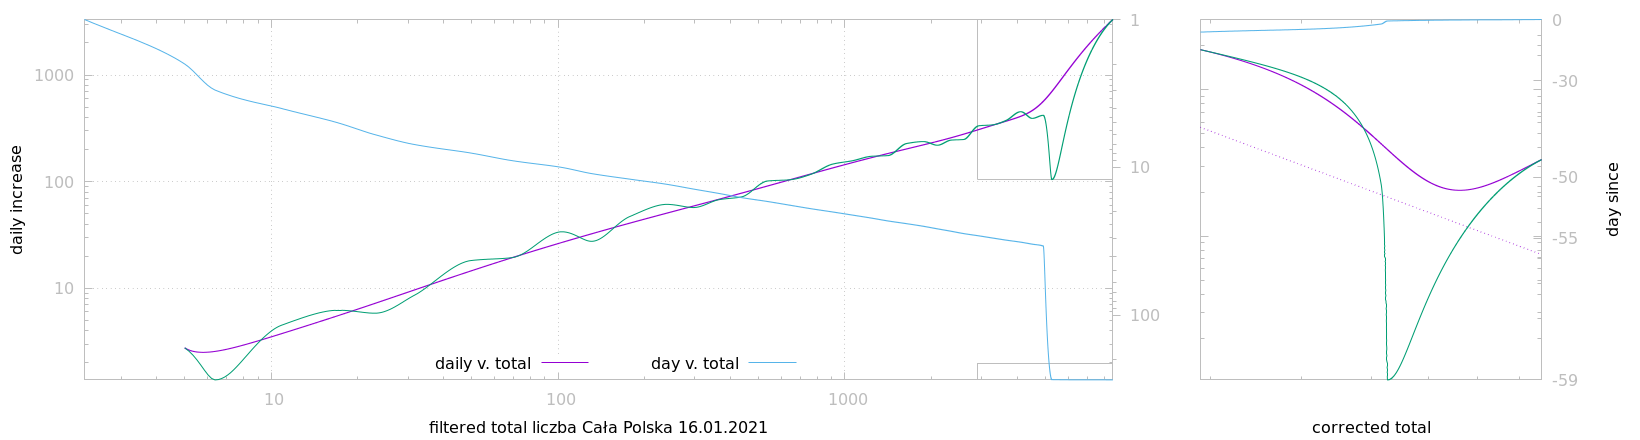 1
0
1000
-30
daily increase
10
100
-50
day since
-55
10
100
daily v. total
day v. total
-59
10
100
1000
filtered total liczba Cała Polska 16.01.2021
corrected total